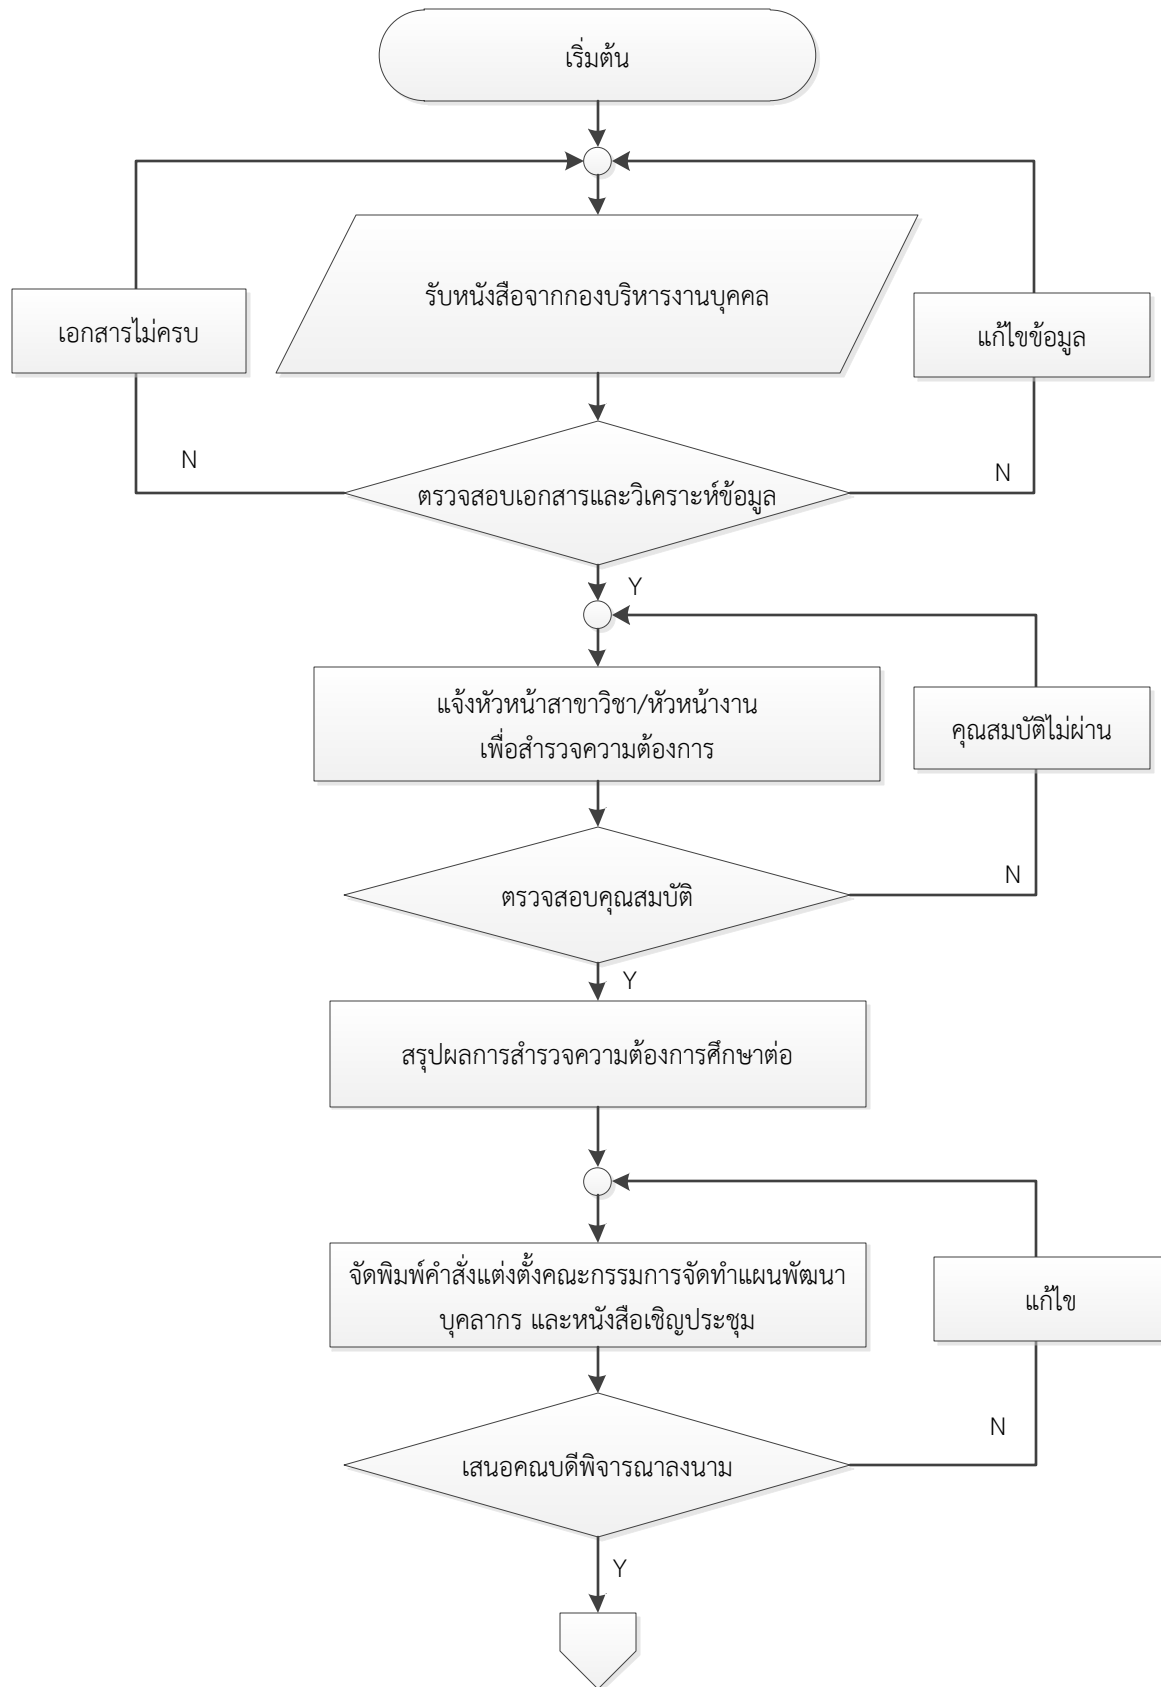 เริ่มต้น
รับหนังสือจากกองบริหารงานบุคคล
เอกสารไม่ครบ
แก้ไขข้อมูล
N
N
ตรวจสอบเอกสารและวิเคราะห์ข้อมูล
Y
แจ้งหัวหน้าสาขาวิชา/หัวหน้างาน
เพื่อสำรวจความต้องการ
คุณสมบัติไม่ผ่าน
N
ตรวจสอบคุณสมบัติ
Y
สรุปผลการสำรวจความต้องการศึกษาต่อ
จัดพิมพ์คำสั่งแต่งตั้งคณะกรรมการจัดทำแผนพัฒนา
บุคลากร และหนังสือเชิญประชุม
แก้ไข
N
เสนอคณบดีพิจารณาลงนาม
Y